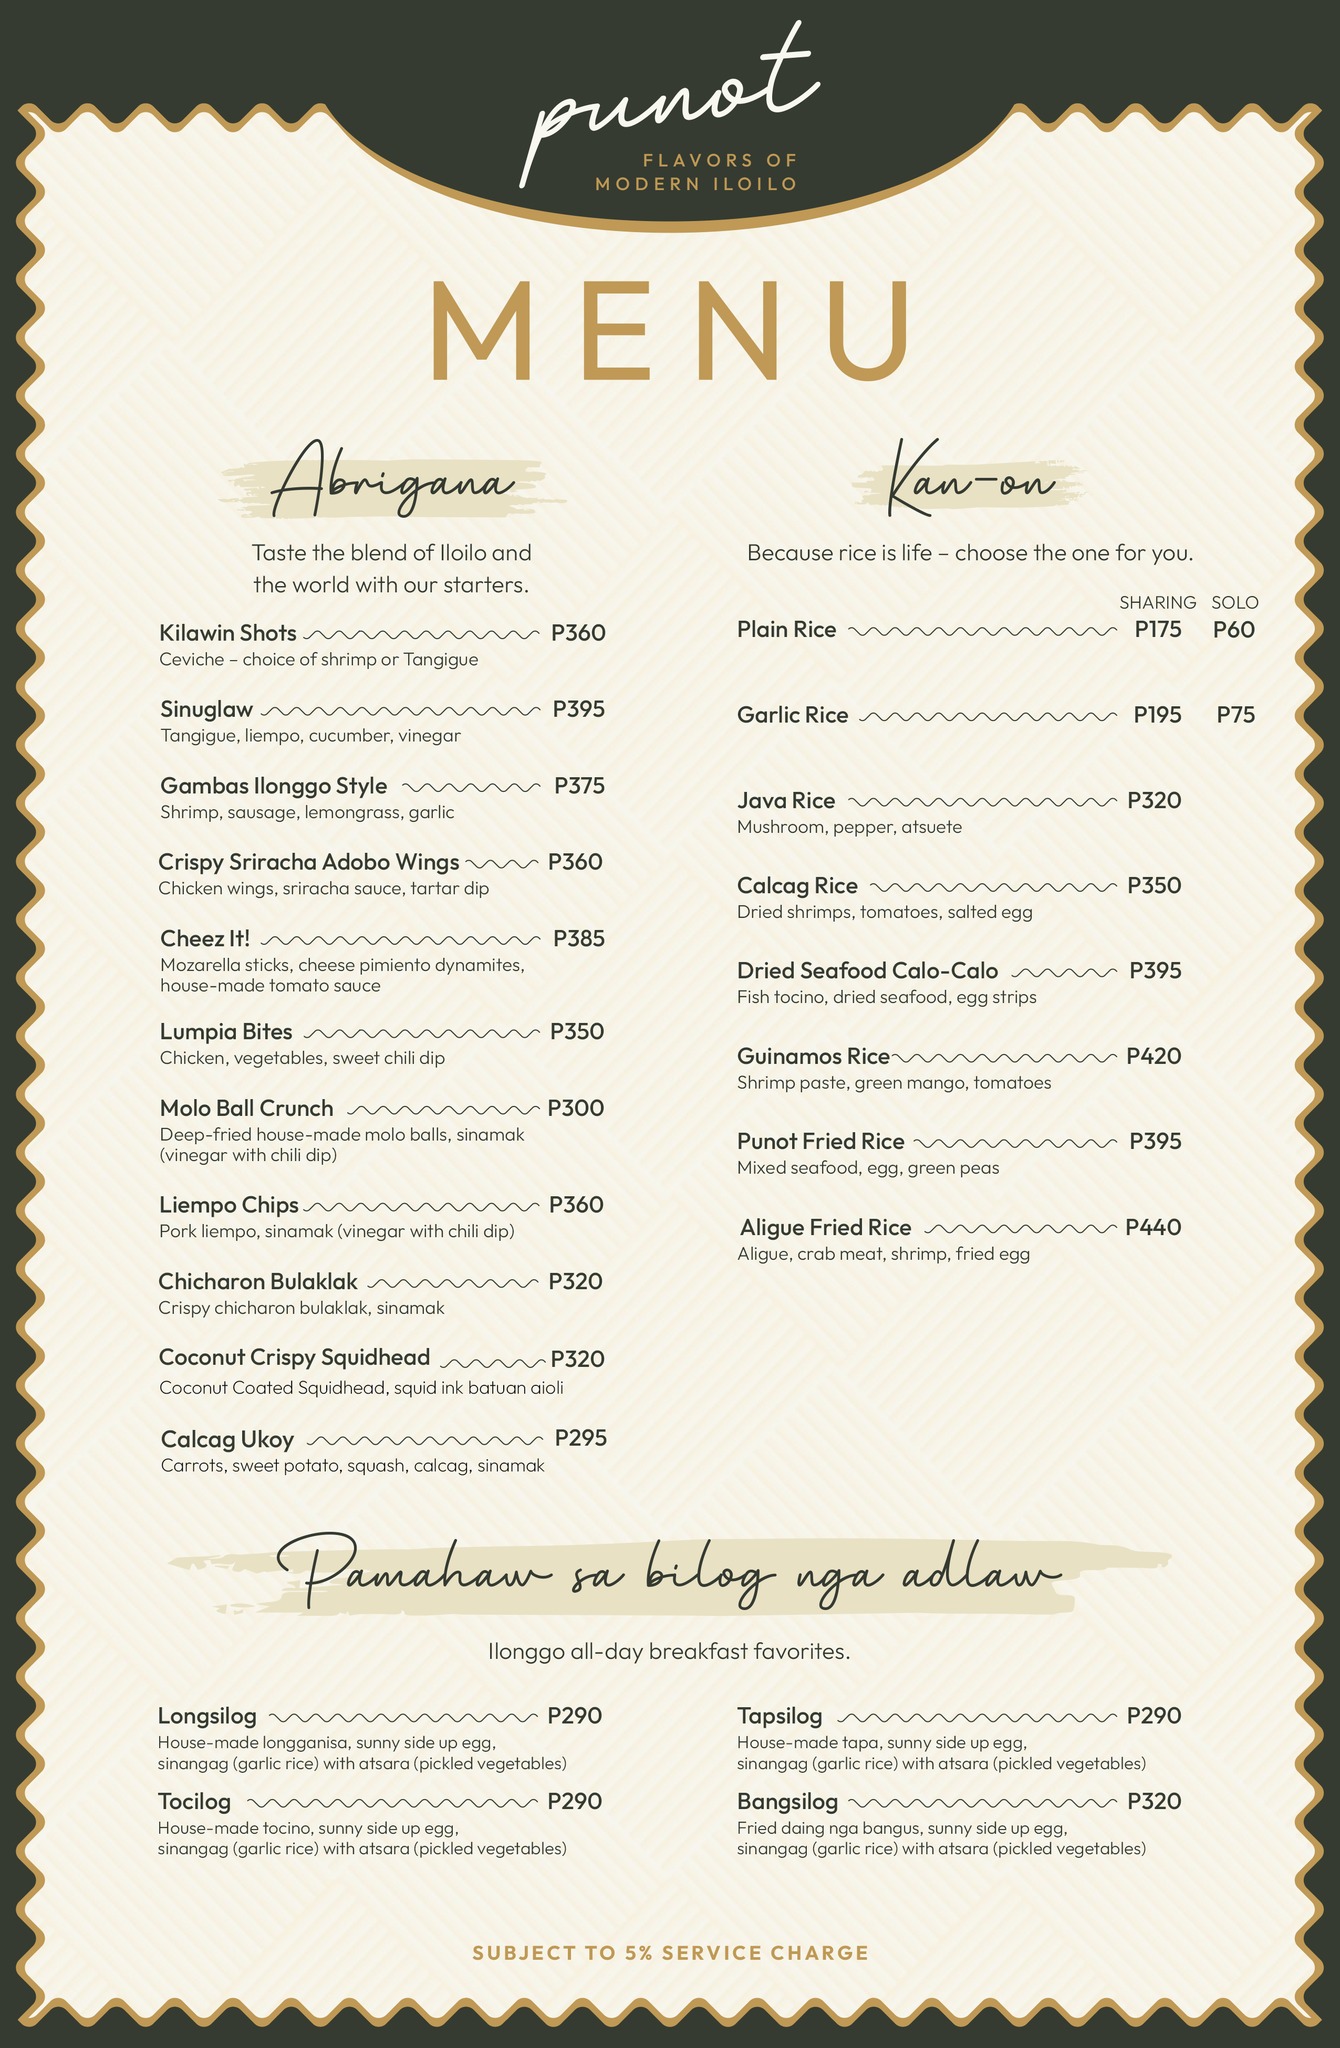 punot
FLAVORS OF
MODERN ILOILO
MENU
Abrigana
Taste the blend of Iloilo and
the world with our starters.
Kilawin Shots P360
Ceviche – choice of shrimp or Tangigue
Sinuglaw P395
Tangigue, liempo, cucumber, vinegar
Gambas Ilonggo Style P375
Shrimp, sausage, lemongrass, garlic
Crispy Sriracha Adobo Wings P360
Chicken wings, sriracha sauce, tartar dip
Cheez It! P385
Mozarella sticks, cheese pimiento dynamites,
house-made tomato sauce
Lumpia Bites P350
Chicken, vegetables, sweet chili dip
Molo Ball Crunch P300
Deep-fried house-made molo balls, sinamak
(vinegar with chili dip)
Liempo Chips P360
Pork liempo, sinamak (vinegar with chili dip)
Chicharon Bulaklak P320
Crispy chicharon bulaklak, sinamak
Coconut Crispy Squidhead P320
Coconut Coated Squidhead, squid ink batuan aioli
Calcag Ukoy P295
Carrots, sweet potato, squash, calcag, sinamak
Kan-on
Because rice is life – choose the one for you.
SHARING SOLO
Plain Rice P175 P60
Garlic Rice P195 P75
Java Rice P320
Mushroom, pepper, atsuete
Calcag Rice P350
Dried shrimps, tomatoes, salted egg
Dried Seafood Calo-Calo P395
Fish tocino, dried seafood, egg strips
Guinamos Rice P420
Shrimp paste, green mango, tomatoes
Punot Fried Rice P395
Mixed seafood, egg, green peas
Aligue Fried Rice P440
Aligue, crab meat, shrimp, fried egg
Pamahaw sa bilog nga adlaw
Ilonggo all-day breakfast favorites.
Longsilog P290
House-made longganisa, sunny side up egg,
sinangag (garlic rice) with atsara (pickled vegetables)
Tocilog P290
House-made tocino, sunny side up egg,
sinangag (garlic rice) with atsara (pickled vegetables)
Tapsilog P290
House-made tapa, sunny side up egg,
sinangag (garlic rice) with atsara (pickled vegetables)
Bangsilog P320
Fried daing nga bangus, sunny side up egg,
sinangag (garlic rice) with atsara (pickled vegetables)
SUBJECT TO 5% SERVICE CHARGE